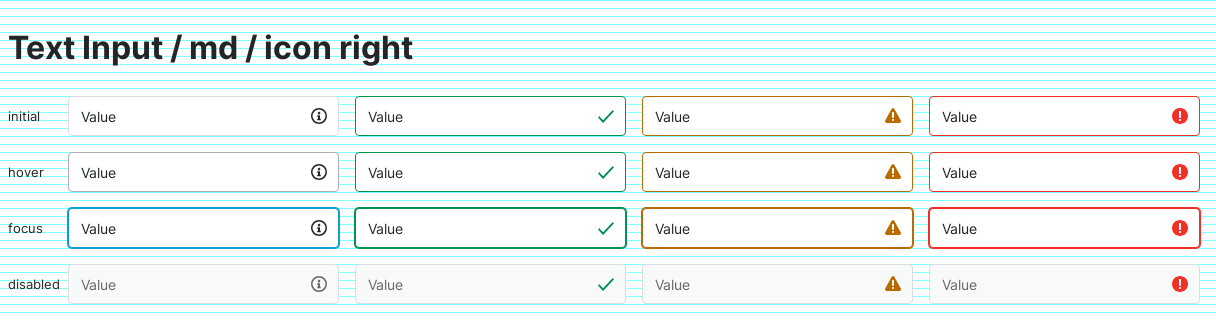 Text Input / md / icon right
initial Value Value Value Value
hover Value Value Value Value
focus Value Value Value Value
disabled Value Value Value Value